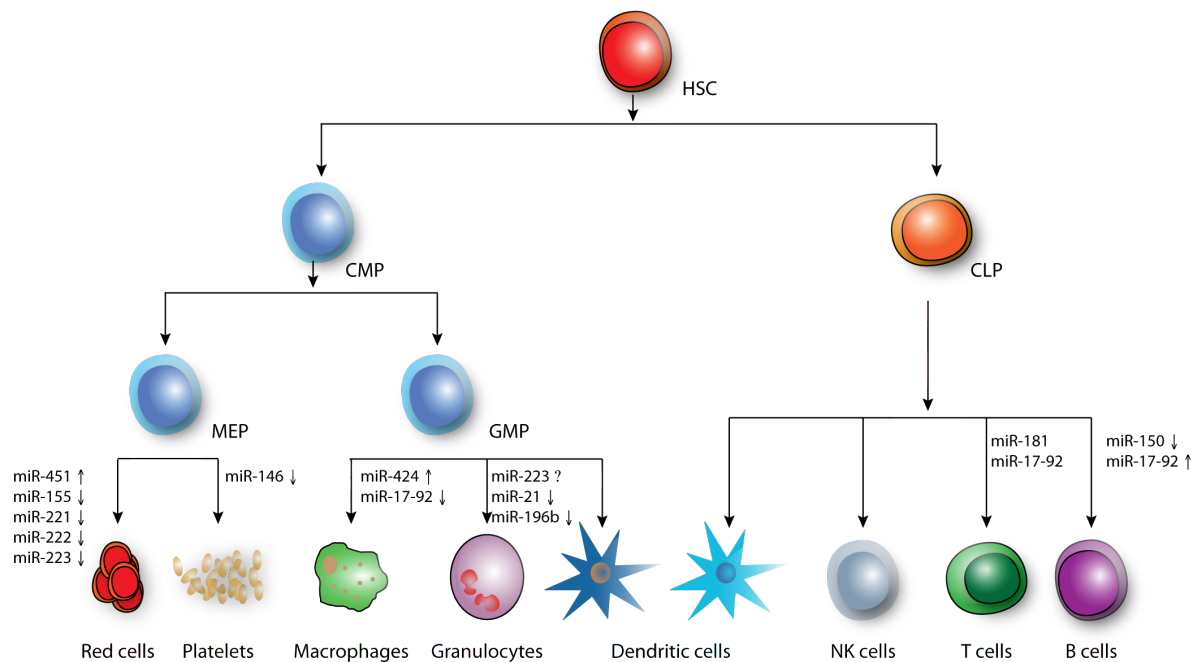 HSC
CMP
CLP
MEP
GMP
miR-451 ↑
miR-155 ↓
miR-221 ↓
miR-222 ↓
miR-223 ↓
miR-146 ↓
miR-424 ↑
miR-17-92 ↓
miR-223 ?
miR-21 ↓
miR-196b ↓
miR-181
miR-17-92
miR-150 ↓
miR-17-92 ↑
Red cells
Platelets
Macrophages
Granulocytes
Dendritic cells
NK cells
T cells
B cells